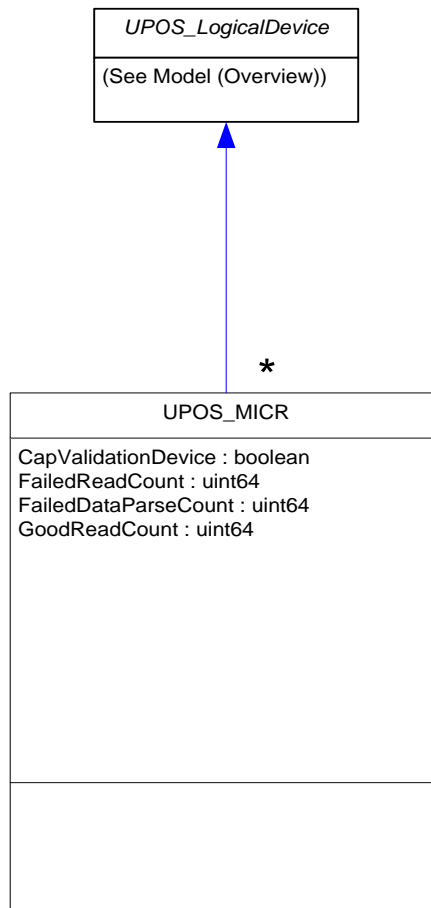 UPOS_LogicalDevice
(See Model (Overview))
*
UPOS_MICR
CapValidationDevice : boolean
FailedReadCount : uint64
FailedDataParseCount : uint64
GoodReadCount : uint64